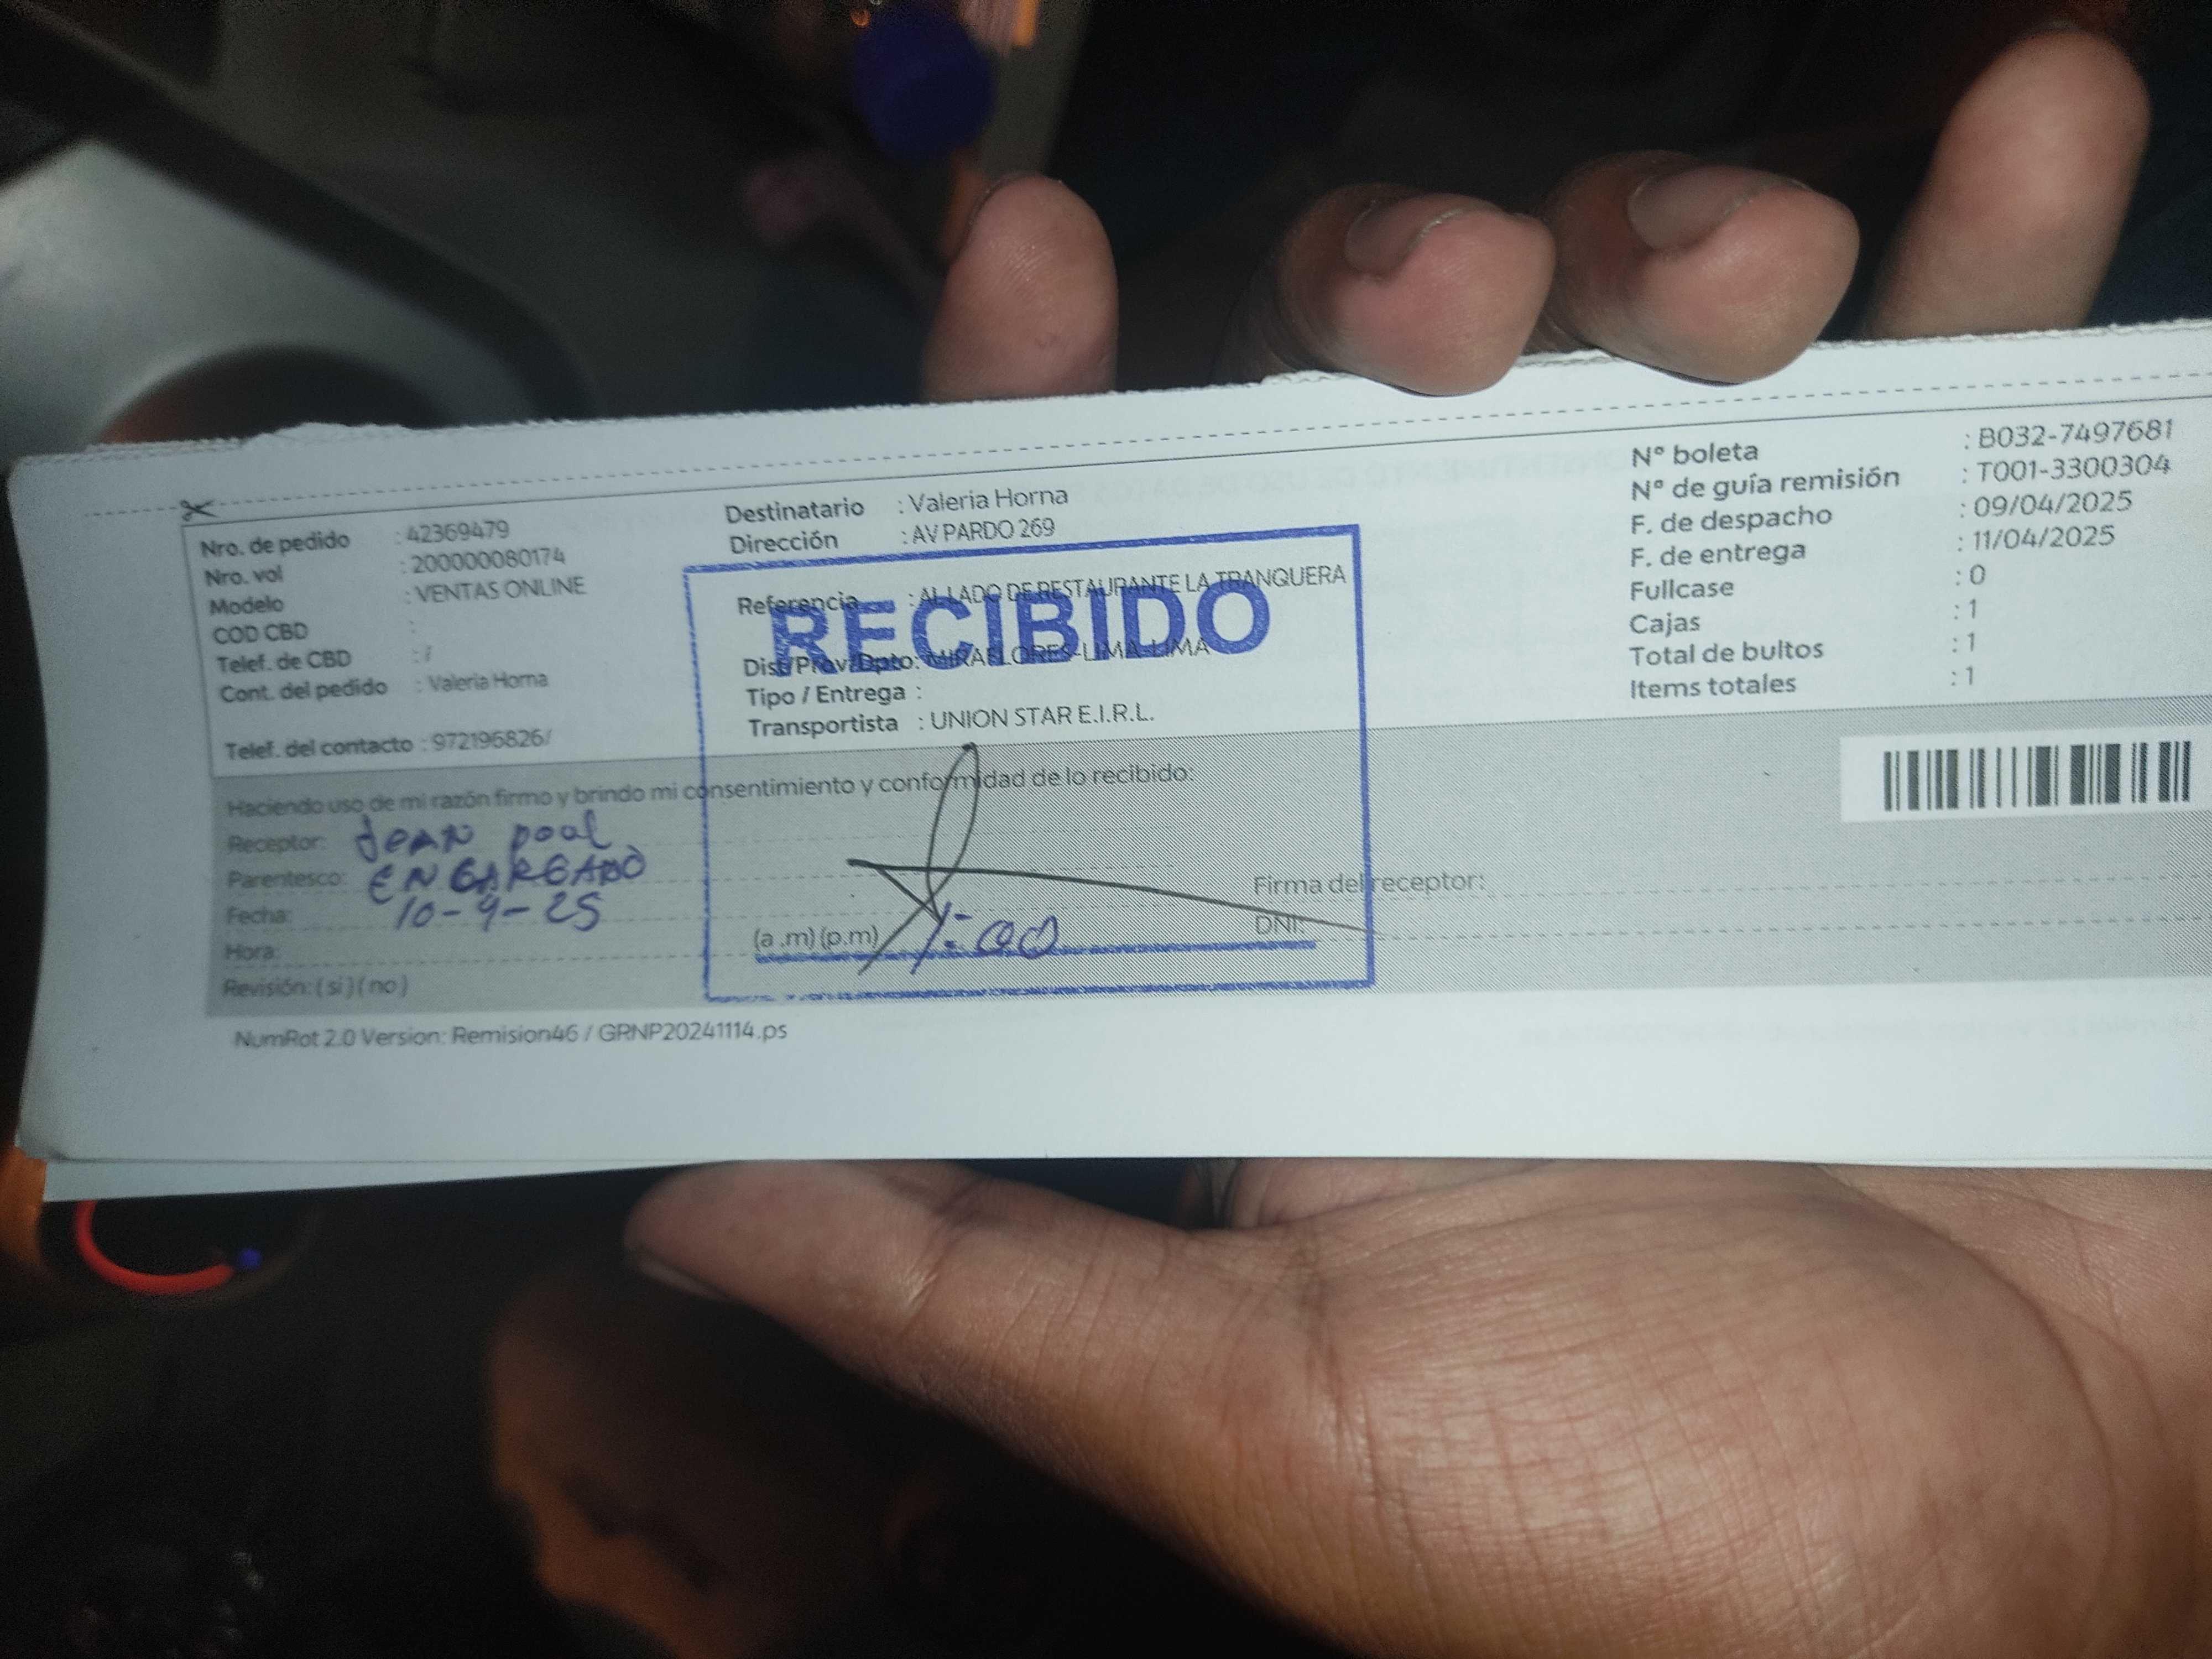 Nro. de pedido : 42369479
Nro. vol : 200000080174
Modelo : VENTAS ONLINE
COD CBD :
Telef. de CBD : /
Cont. del pedido : Valeria Horna
Telef. del contacto : 972196826/
Destinatario : Valeria Horna
Dirección : AV PARDO 269
Referencia : AL LADO DE RESTAURANTE LA TRANQUERA
RECIBIDO
Dist/Prov/Dpto: MIRAFLORES-LIMA-LIMA
Tipo / Entrega :
Transportista : UNION STAR E.I.R.L.
Nº boleta : B032-7497681
Nº de guía remisión : T001-3300304
F. de despacho : 09/04/2025
F. de entrega : 11/04/2025
Fullcase : 0
Cajas : 1
Total de bultos : 1
Items totales : 1
Haciendo uso de mi razón firmo y brindo mi consentimiento y conformidad de lo recibido:
Receptor: Jean pool
Parentesco: ENCARGADO
Fecha: 10-4-25
Hora: (a .m) (p.m) 1:00
Revisión: ( si ) ( no )
Firma del receptor:
DNI:
NumRot 2.0 Version: Remision46 / GRNP20241114.ps